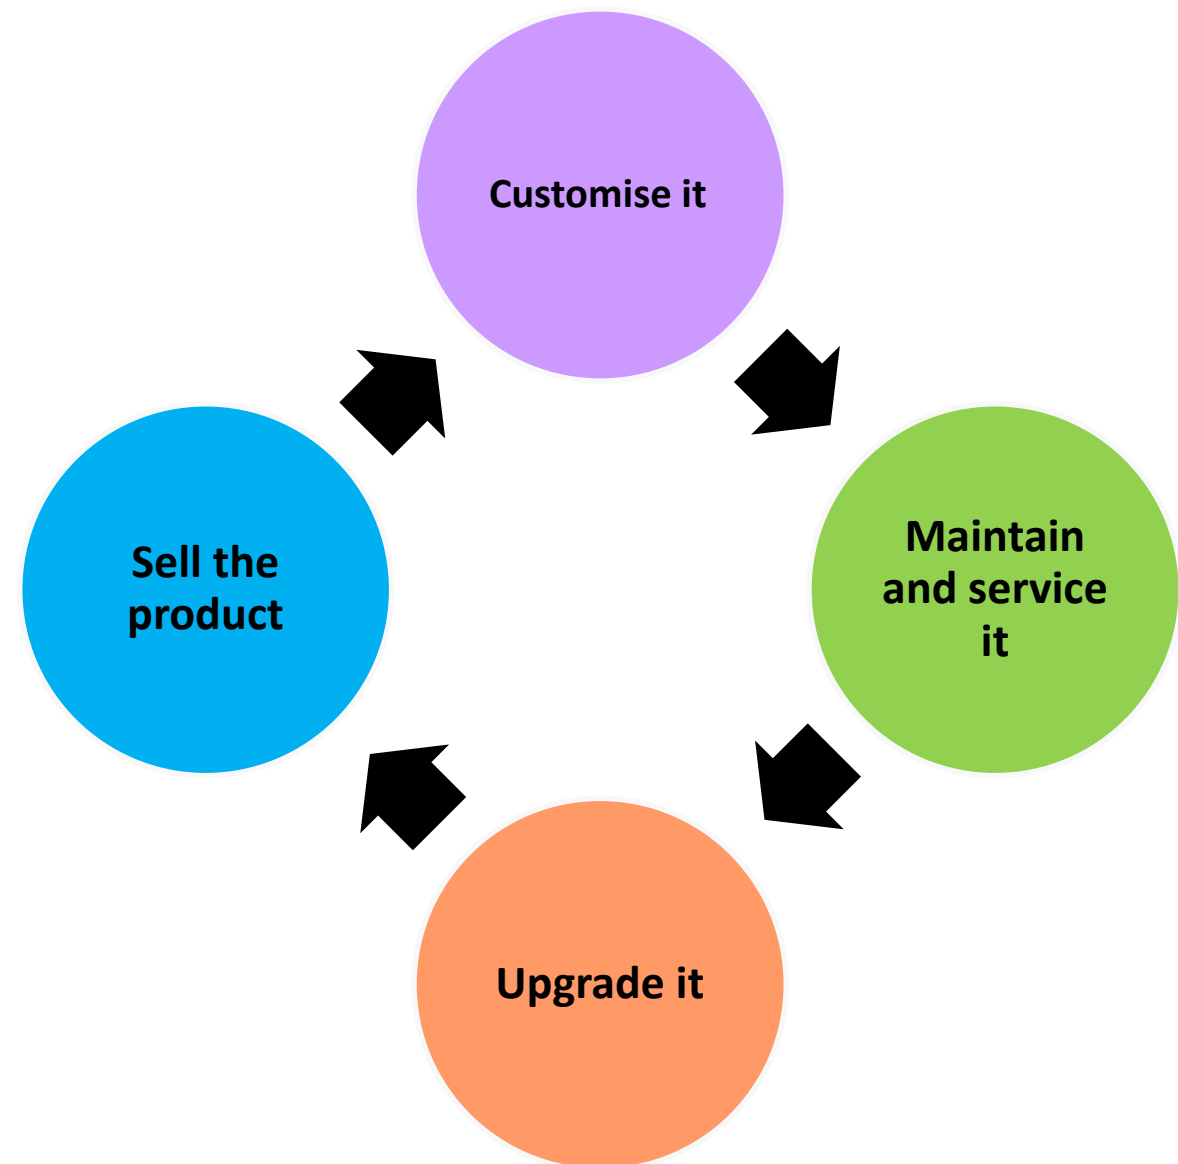 Customise it
Maintain
and service
it
Upgrade it
Sell the
product